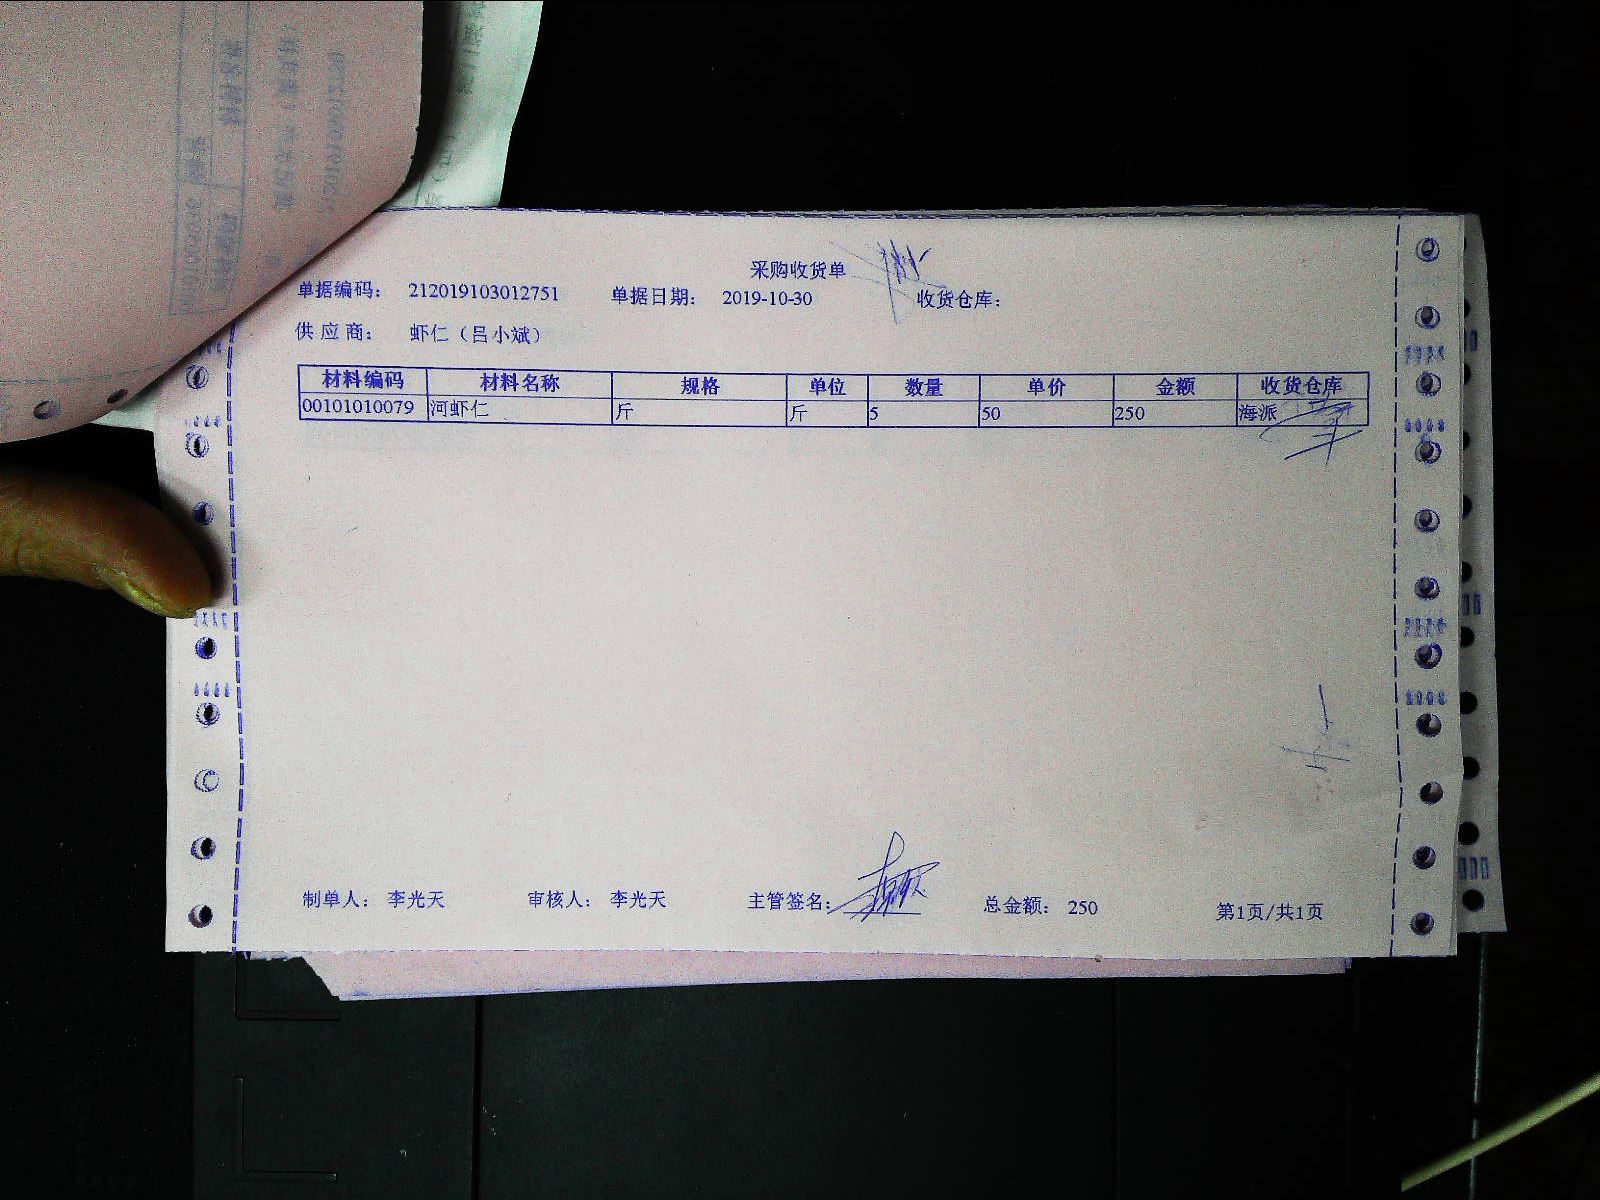 采购收货单
单据编码： 212019103012751 单据日期： 2019-10-30 收货仓库：
供 应 商： 虾仁（吕小斌）
材料编码 材料名称 规格 单位 数量 单价 金额 收货仓库
00101010079 河虾仁 斤 斤 5 50 250 海派
制单人： 李光天 审核人： 李光天 主管签名： 总金额： 250 第1页/共1页